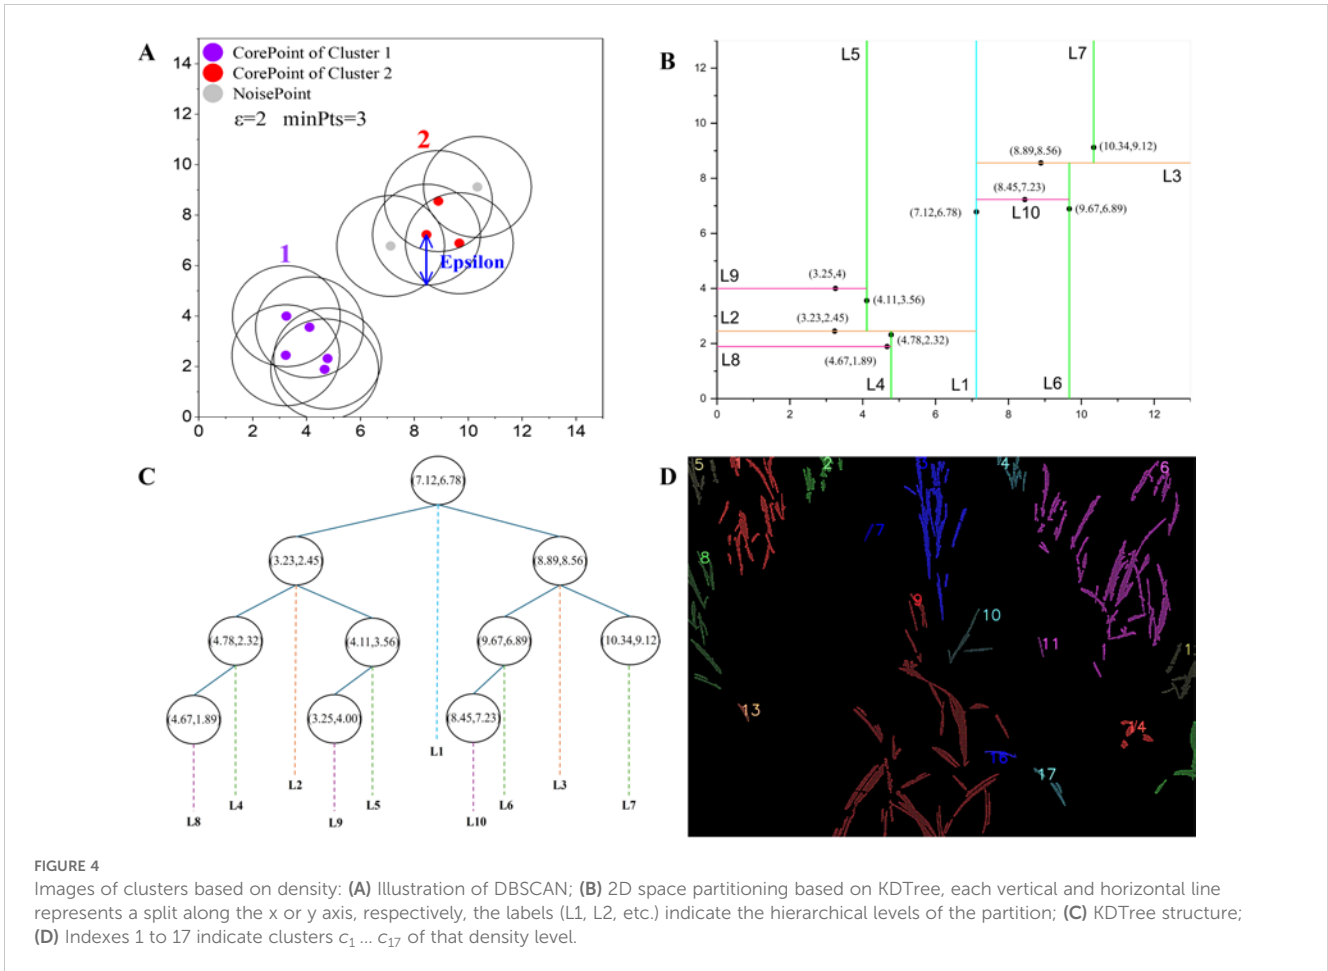 A
CorePoint of Cluster 1
CorePoint of Cluster 2
NoisePoint
ε=2 minPts=3
14
12
10
8
6
4
2
0
0 2 4 6 8 10 12 14
1
2
Epsilon
B
12
10
8
6
4
2
0
0 2 4 6 8 10 12
L5
L7
(8.89,8.56)
(10.34,9.12)
L3
(8.45,7.23)
(7.12,6.78)
L10
(9.67,6.89)
L9
(3.25,4)
(4.11,3.56)
L2
(3.23,2.45)
(4.78,2.32)
L8
(4.67,1.89)
L4
L1
L6
C
(7.12,6.78)
(3.23,2.45)
(8.89,8.56)
(4.78,2.32)
(4.11,3.56)
(9.67,6.89)
(10.34,9.12)
(4.67,1.89)
(3.25,4.00)
(8.45,7.23)
L1
L2
L3
L4
L5
L6
L7
L8
L9
L10
D
5
1
2
3
4
6
7
8
9
10
11
13
14
16
17
FIGURE 4
Images of clusters based on density: (A) Illustration of DBSCAN; (B) 2D space partitioning based on KDTree, each vertical and horizontal line
represents a split along the x or y axis, respectively, the labels (L1, L2, etc.) indicate the hierarchical levels of the partition; (C) KDTree structure;
(D) Indexes 1 to 17 indicate clusters c₁ ... c₁₇ of that density level.